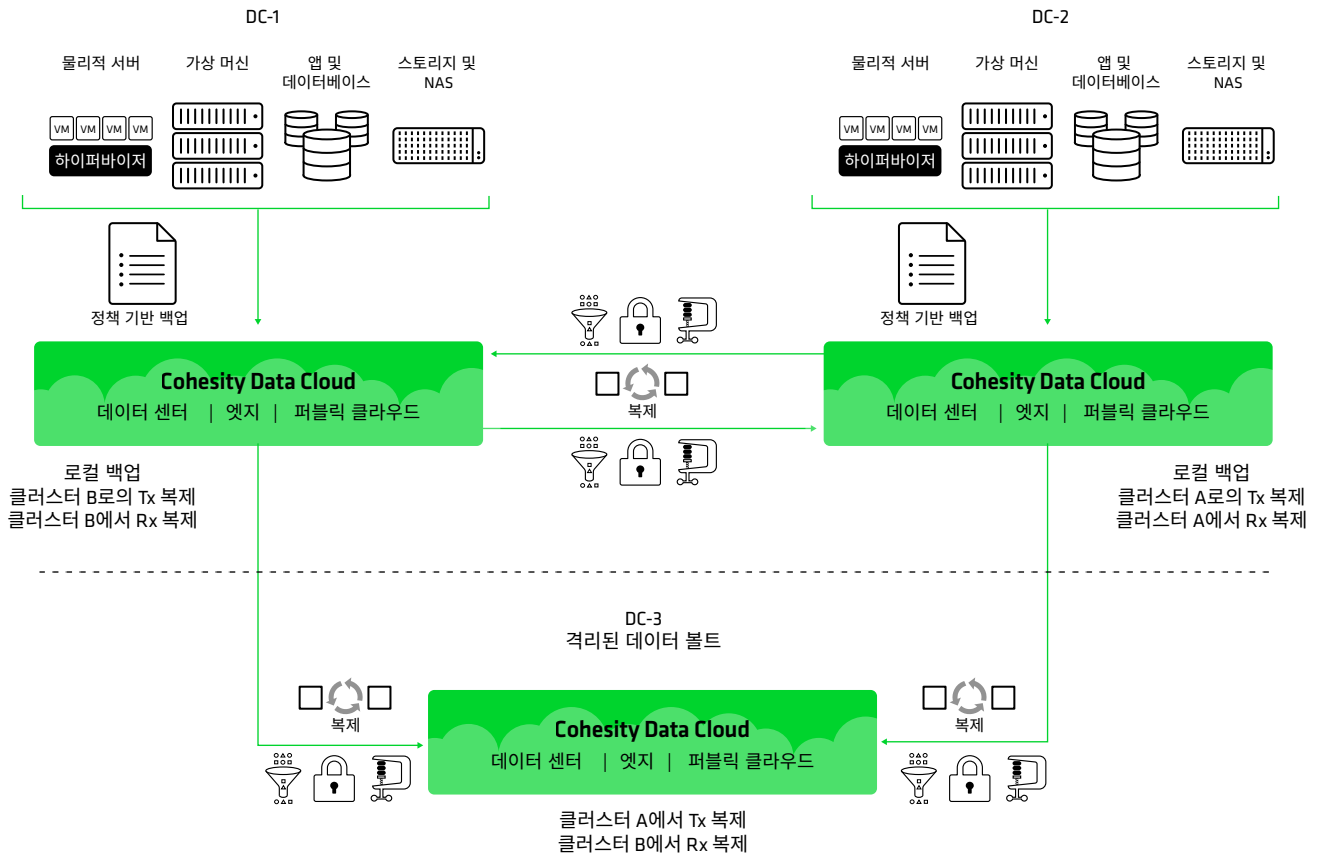 DC-1
물리적 서버
가상 머신
앱 및
데이터베이스
스토리지 및
NAS
VM VM VM VM
하이퍼바이저
정책 기반 백업
Cohesity Data Cloud
데이터 센터 | 엣지 | 퍼블릭 클라우드
로컬 백업
클러스터 B로의 Tx 복제
클러스터 B에서 Rx 복제
복제
DC-2
물리적 서버
가상 머신
앱 및
데이터베이스
스토리지 및
NAS
VM VM VM VM
하이퍼바이저
정책 기반 백업
Cohesity Data Cloud
데이터 센터 | 엣지 | 퍼블릭 클라우드
로컬 백업
클러스터 A로의 Tx 복제
클러스터 A에서 Rx 복제
DC-3
격리된 데이터 볼트
복제
복제
Cohesity Data Cloud
데이터 센터 | 엣지 | 퍼블릭 클라우드
클러스터 A에서 Tx 복제
클러스터 B에서 Rx 복제